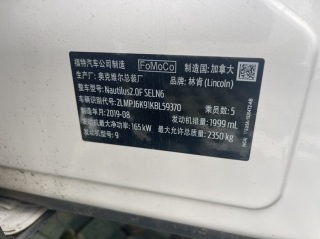 福特汽车公司制造 FoMoCo 制造国: 加拿大
生产厂: 奥克维尔总装厂 品牌: 林肯(Lincoln)
整车型号: Nautilus2.0F SELN6
车辆识别代号: 2LMPJ6K91KBL59370 乘员数: 5
制造年月: 2019-08 发动机排量: 1999 mL
发动机最大净功率: 165 kW 最大允许总质量: 2350 kg
发动机型号: 9